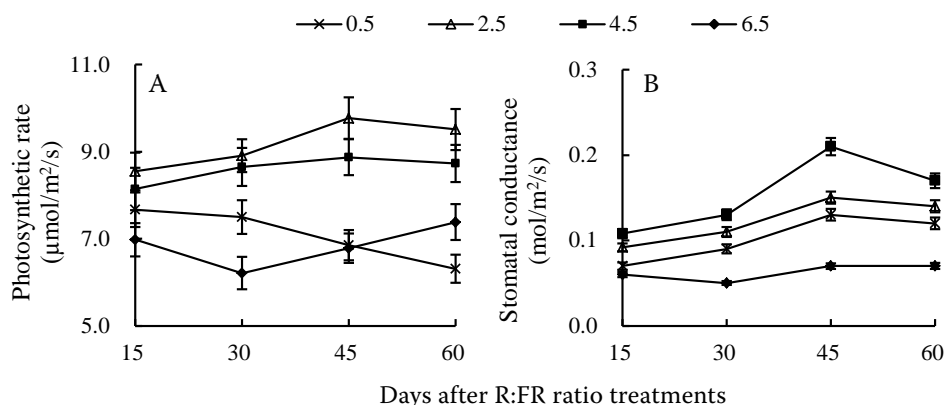 0.5 2.5 4.5 6.5
A
Photosynthetic rate
(μmol/m²/s)
11.0
9.0
7.0
5.0
15 30 45 60
B
Stomatal conductance
(mol/m²/s)
0.3
0.2
0.1
0.0
15 30 45 60
Days after R:FR ratio treatments